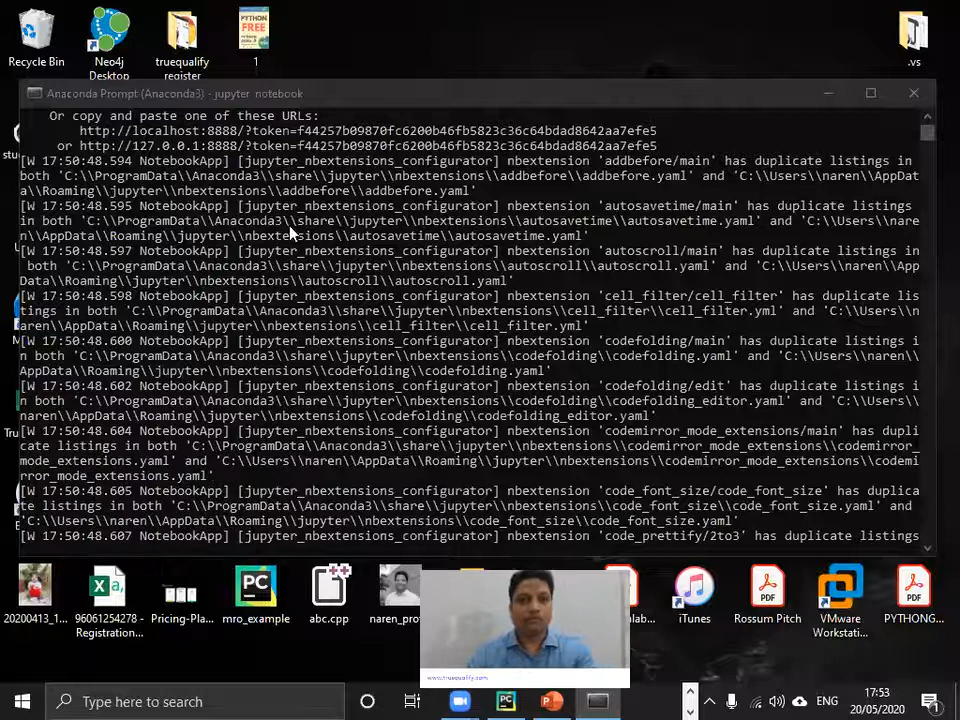 Recycle Bin
Neo4j
Desktop
truequalify
register
PYTHON
FREE
1
.vs
Anaconda Prompt (Anaconda3) - jupyter notebook
Or copy and paste one of these URLs:
http://localhost:8888/?token=f44257b09870fc6200b46fb5823c36c64bdad8642aa7efe5
or http://127.0.0.1:8888/?token=f44257b09870fc6200b46fb5823c36c64bdad8642aa7efe5
[W 17:50:48.594 NotebookApp] [jupyter_nbextensions_configurator] nbextension 'addbefore/main' has duplicate listings in
both 'C:\\ProgramData\\Anaconda3\\share\\jupyter\\nbextensions\\addbefore\\addbefore.yaml' and 'C:\\Users\\naren\\AppDat
a\\Roaming\\jupyter\\nbextensions\\addbefore\\addbefore.yaml'
[W 17:50:48.595 NotebookApp] [jupyter_nbextensions_configurator] nbextension 'autosavetime/main' has duplicate listings
in both 'C:\\ProgramData\\Anaconda3\\share\\jupyter\\nbextensions\\autosavetime\\autosavetime.yaml' and 'C:\\Users\\nare
n\\AppData\\Roaming\\jupyter\\nbextensions\\autosavetime\\autosavetime.yaml'
[W 17:50:48.597 NotebookApp] [jupyter_nbextensions_configurator] nbextension 'autoscroll/main' has duplicate listings in
both 'C:\\ProgramData\\Anaconda3\\share\\jupyter\\nbextensions\\autoscroll\\autoscroll.yaml' and 'C:\\Users\\naren\\App
Data\\Roaming\\jupyter\\nbextensions\\autoscroll\\autoscroll.yaml'
[W 17:50:48.598 NotebookApp] [jupyter_nbextensions_configurator] nbextension 'cell_filter/cell_filter' has duplicate lis
tings in both 'C:\\ProgramData\\Anaconda3\\share\\jupyter\\nbextensions\\cell_filter\\cell_filter.yml' and 'C:\\Users\\n
aren\\AppData\\Roaming\\jupyter\\nbextensions\\cell_filter\\cell_filter.yml'
[W 17:50:48.600 NotebookApp] [jupyter_nbextensions_configurator] nbextension 'codefolding/main' has duplicate listings i
n both 'C:\\ProgramData\\Anaconda3\\share\\jupyter\\nbextensions\\codefolding\\codefolding.yaml' and 'C:\\Users\\naren\\
AppData\\Roaming\\jupyter\\nbextensions\\codefolding\\codefolding.yaml'
[W 17:50:48.602 NotebookApp] [jupyter_nbextensions_configurator] nbextension 'codefolding/edit' has duplicate listings i
n both 'C:\\ProgramData\\Anaconda3\\share\\jupyter\\nbextensions\\codefolding\\codefolding_editor.yaml' and 'C:\\Users\\
naren\\AppData\\Roaming\\jupyter\\nbextensions\\codefolding\\codefolding_editor.yaml'
[W 17:50:48.604 NotebookApp] [jupyter_nbextensions_configurator] nbextension 'codemirror_mode_extensions/main' has dupli
cate listings in both 'C:\\ProgramData\\Anaconda3\\share\\jupyter\\nbextensions\\codemirror_mode_extensions\\codemirror_
mode_extensions.yaml' and 'C:\\Users\\naren\\AppData\\Roaming\\jupyter\\nbextensions\\codemirror_mode_extensions\\codemi
rror_mode_extensions.yaml'
[W 17:50:48.605 NotebookApp] [jupyter_nbextensions_configurator] nbextension 'code_font_size/code_font_size' has duplica
te listings in both 'C:\\ProgramData\\Anaconda3\\share\\jupyter\\nbextensions\\code_font_size\\code_font_size.yaml' and
'C:\\Users\\naren\\AppData\\Roaming\\jupyter\\nbextensions\\code_font_size\\code_font_size.yaml'
[W 17:50:48.607 NotebookApp] [jupyter_nbextensions_configurator] nbextension 'code_prettify/2to3' has duplicate listings
20200413_1...
96061254278 -
Registration...
Pricing-Pla...
PC
mro_example
abc.cpp
naren_pro
lab...
iTunes
PDF
Rossum Pitch
VMware
Workstati...
PDF
PYTHONG...
www.truequalify.com
Type here to search
ENG
17:53
20/05/2020
1